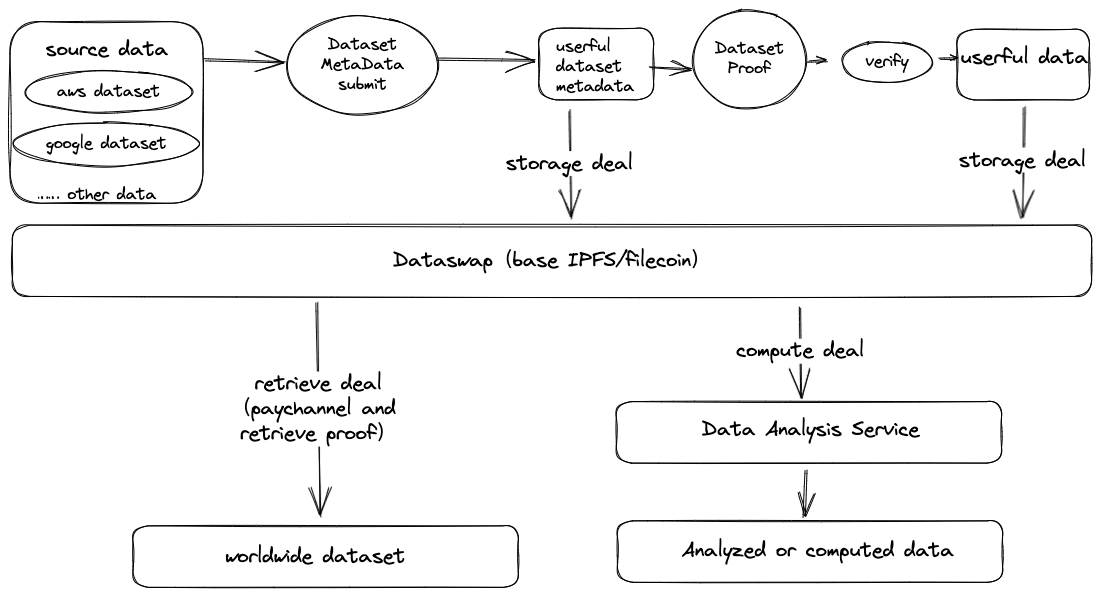 source data
aws dataset
google dataset
...... other data
Dataset
MetaData
submit
userful
dataset
metadata
Dataset
Proof
verify
userful data
storage deal
storage deal
Dataswap (base IPFS/filecoin)
retrieve deal
(paychannel and
retrieve proof)
compute deal
Data Analysis Service
worldwide dataset
Analyzed or computed data